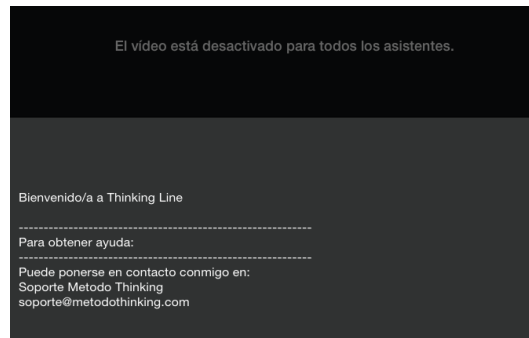 El vídeo está desactivado para todos los asistentes.
Bienvenido/a a Thinking Line
------------------------------------------------------------
Para obtener ayuda:
------------------------------------------------------------
Puede ponerse en contacto conmigo en:
Soporte Metodo Thinking
soporte@metodothinking.com